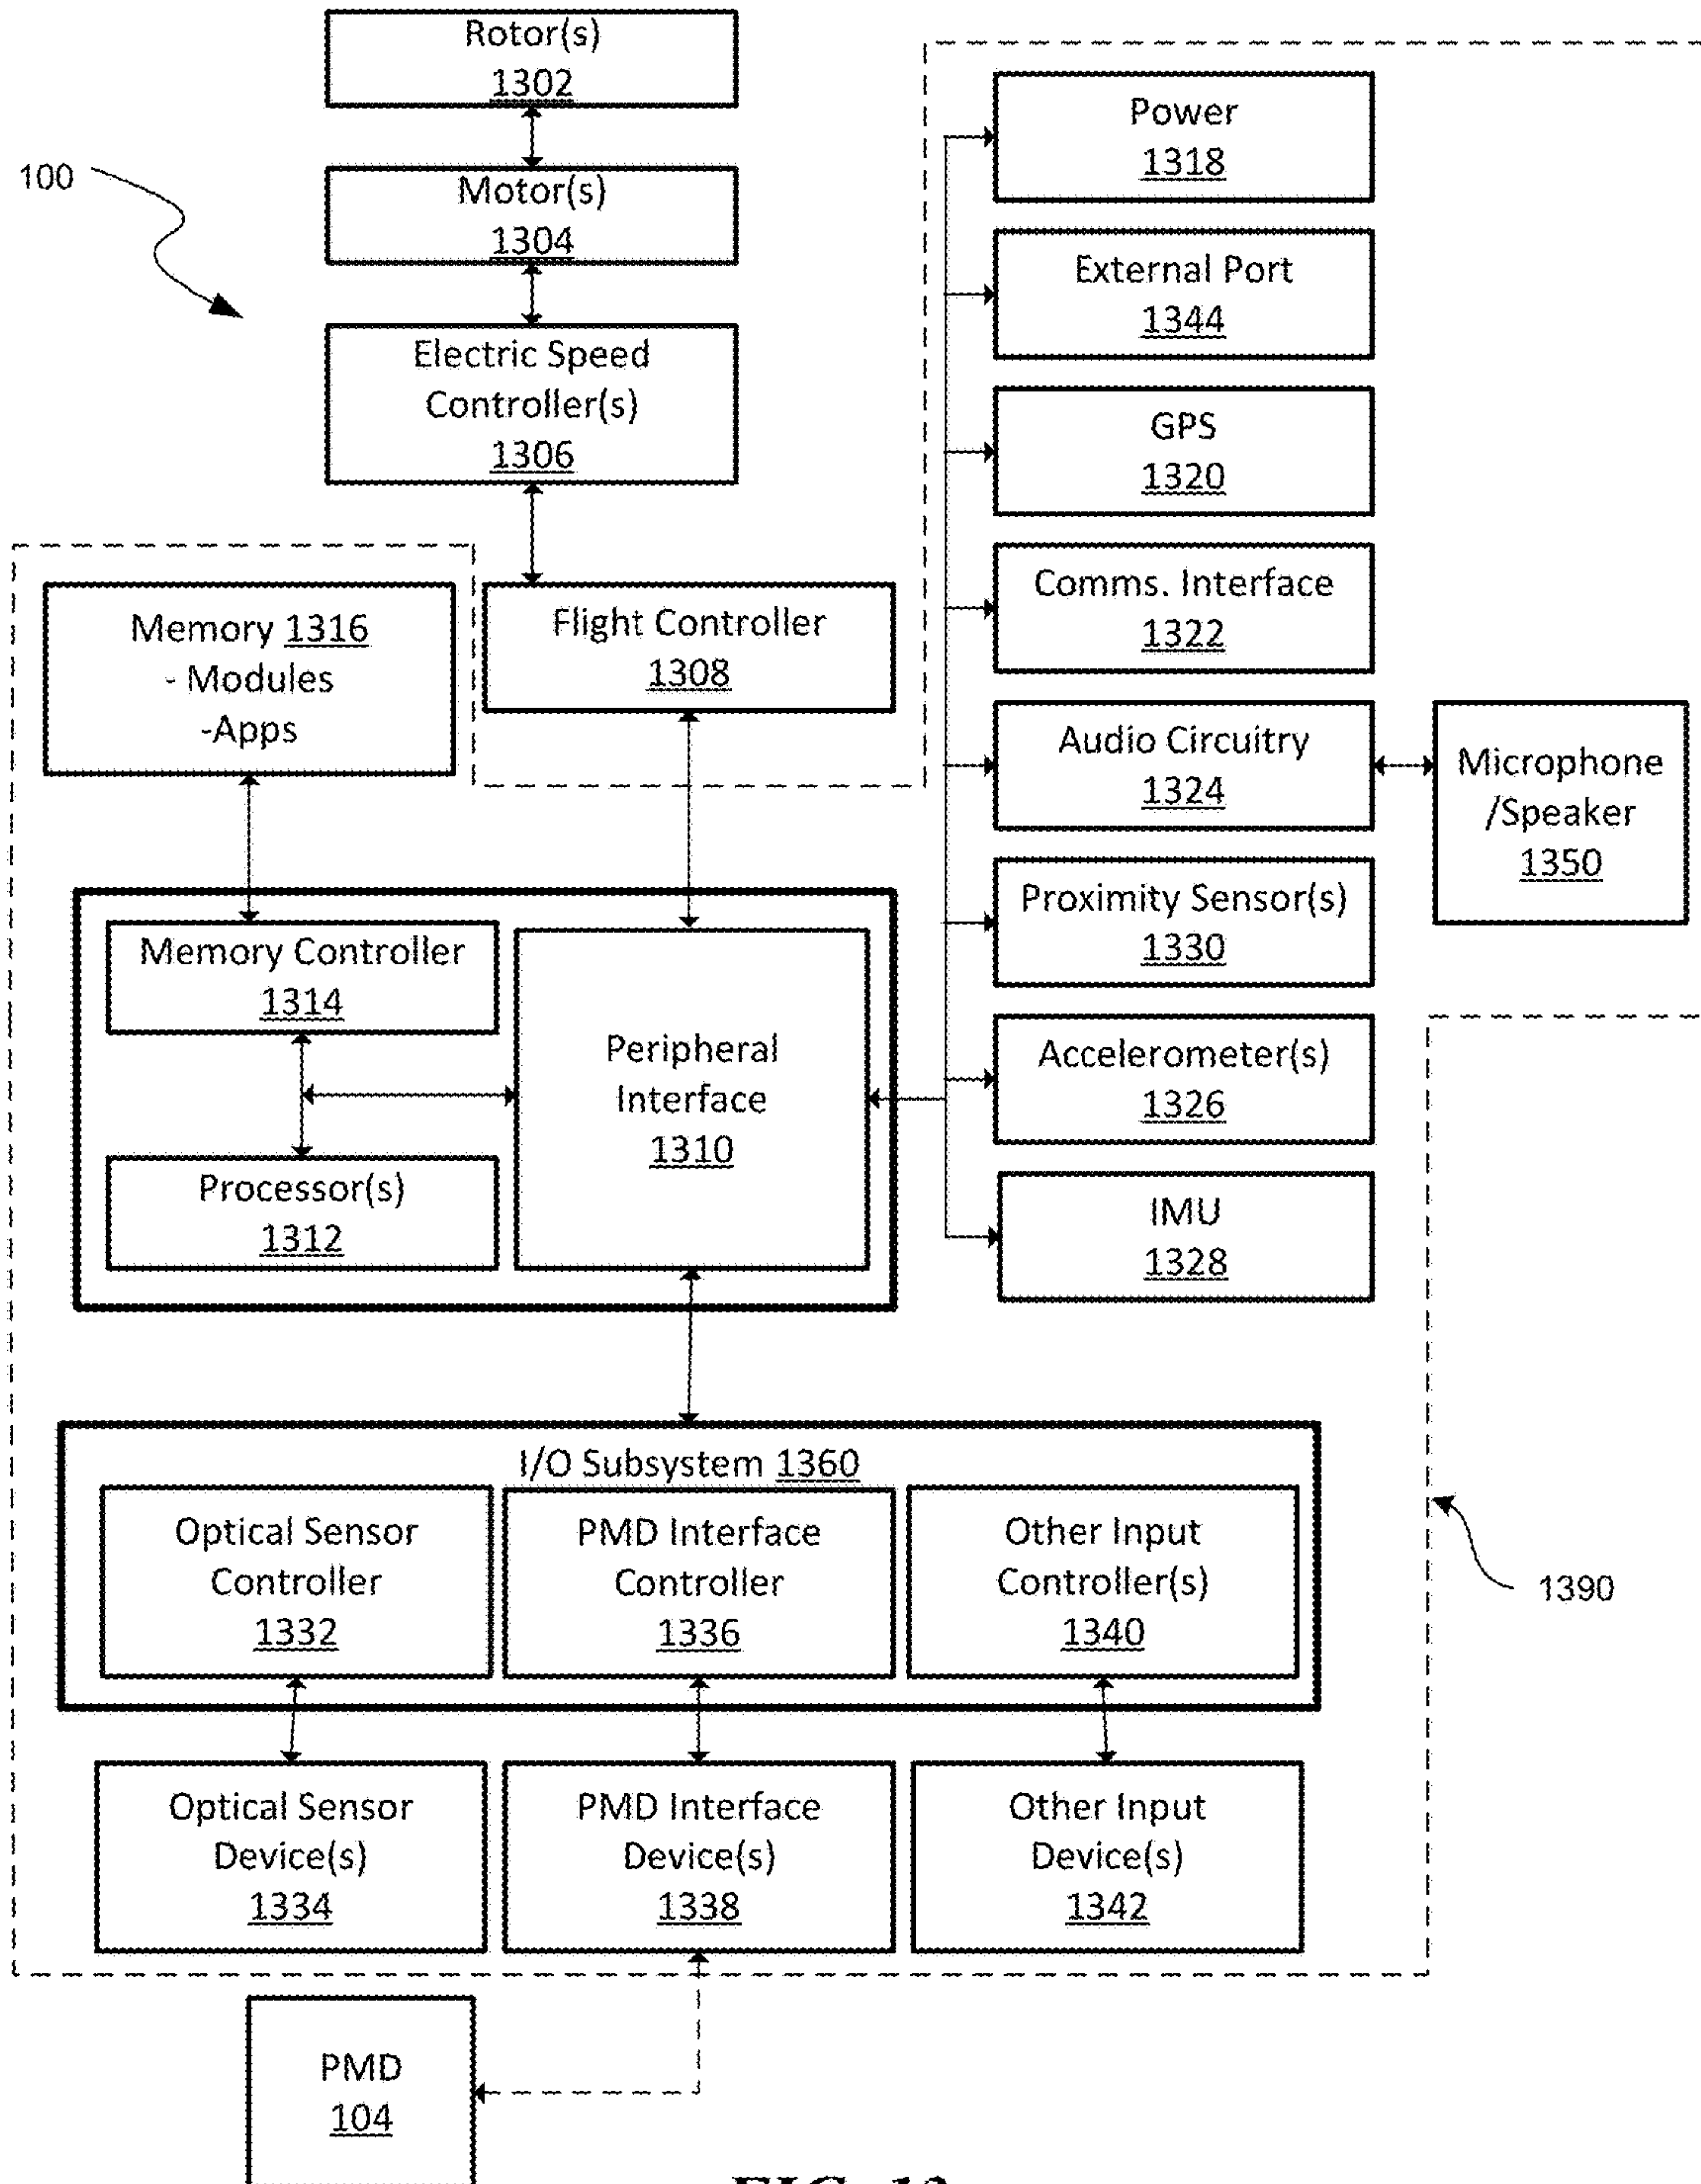 Rotor(s)
1302
100
Motor(s)
1304
Electric Speed
Controller(s)
1306
Flight Controller
1308
Memory 1316
- Modules
-Apps
Memory Controller
1314
Processor(s)
1312
Peripheral
Interface
1310
Power
1318
External Port
1344
GPS
1320
Comms. Interface
1322
Audio Circuitry
1324
Microphone
/Speaker
1350
Proximity Sensor(s)
1330
Accelerometer(s)
1326
IMU
1328
I/O Subsystem 1360
Optical Sensor
Controller
1332
PMD Interface
Controller
1336
Other Input
Controller(s)
1340
1390
Optical Sensor
Device(s)
1334
PMD Interface
Device(s)
1338
Other Input
Device(s)
1342
PMD
104